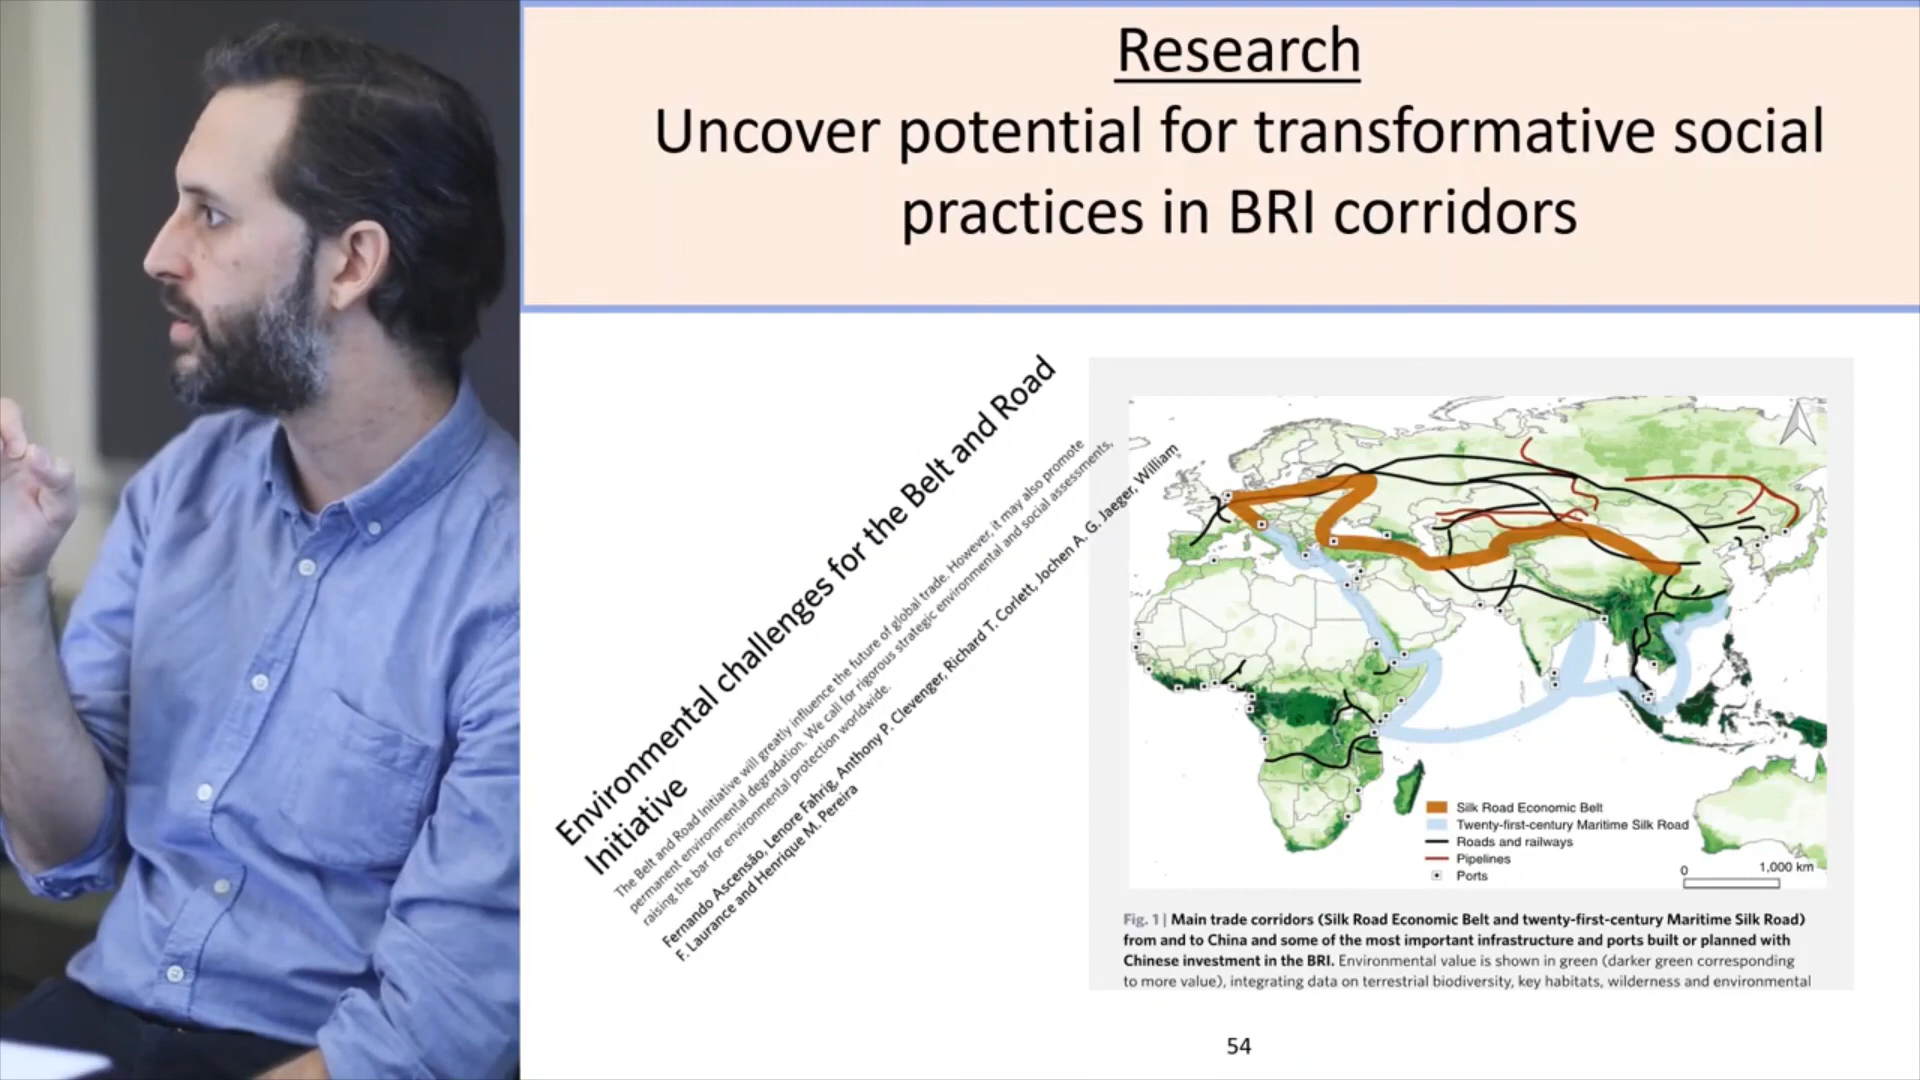 Research
Uncover potential for transformative social
practices in BRI corridors
Environmental challenges for the Belt and Road
Initiative
The Belt and Road Initiative will greatly influence the future of global trade. However, it may also promote
permanent environmental degradation. We call for rigorous strategic environmental and social assessments,
raising the bar for environmental protection worldwide.
Fernando Ascensão, Lenore Fahrig, Anthony P. Clevenger, Richard T. Corlett, Jochen A. G. Jaeger, William
F. Laurance and Henrique M. Pereira
Silk Road Economic Belt
Twenty-first-century Maritime Silk Road
Roads and railways
Pipelines
Ports
0 1,000 km
Fig. 1 | Main trade corridors (Silk Road Economic Belt and twenty-first-century Maritime Silk Road)
from and to China and some of the most important infrastructure and ports built or planned with
Chinese investment in the BRI. Environmental value is shown in green (darker green corresponding
to more value), integrating data on terrestrial biodiversity, key habitats, wilderness and environmental
54